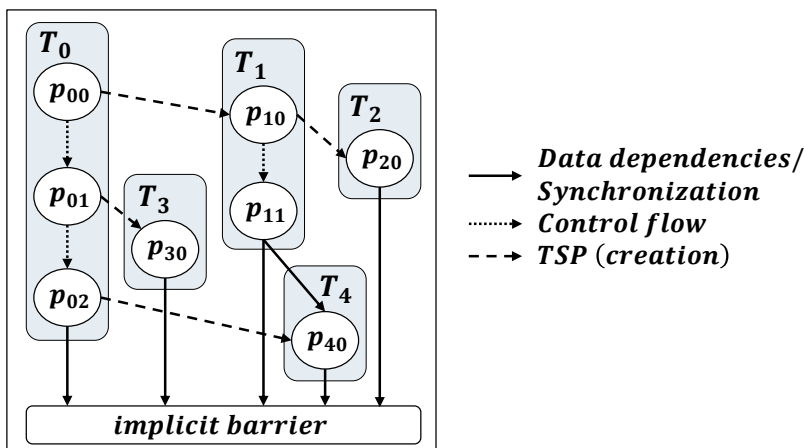 T₀
T₁
T₂
p₀₀
p₁₀
p₂₀
p₀₁
T₃
p₁₁
p₃₀
p₀₂
T₄
p₄₀
implicit barrier
Data dependencies/
Synchronization
Control flow
TSP (creation)